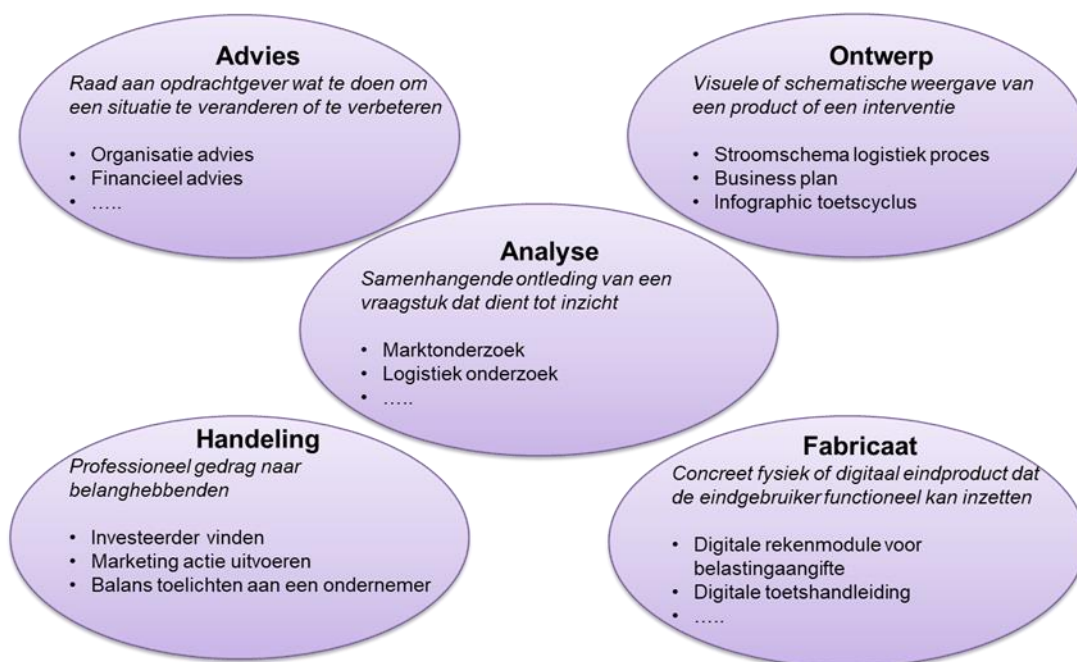 Advies
Raad aan opdrachtgever wat te doen om
een situatie te veranderen of te verbeteren
• Organisatie advies
• Financieel advies
• …..
Ontwerp
Visuele of schematische weergave van
een product of een interventie
• Stroomschema logistiek proces
• Business plan
• Infographic toetscyclus
Analyse
Samenhangende ontleding van een
vraagstuk dat dient tot inzicht
• Marktonderzoek
• Logistiek onderzoek
• …..
Handeling
Professioneel gedrag naar
belanghebbenden
• Investeerder vinden
• Marketing actie uitvoeren
• Balans toelichten aan een ondernemer
Fabricaat
Concreet fysiek of digitaal eindproduct dat
de eindgebruiker functioneel kan inzetten
• Digitale rekenmodule voor
belastingaangifte
• Digitale toetshandleiding
• …..